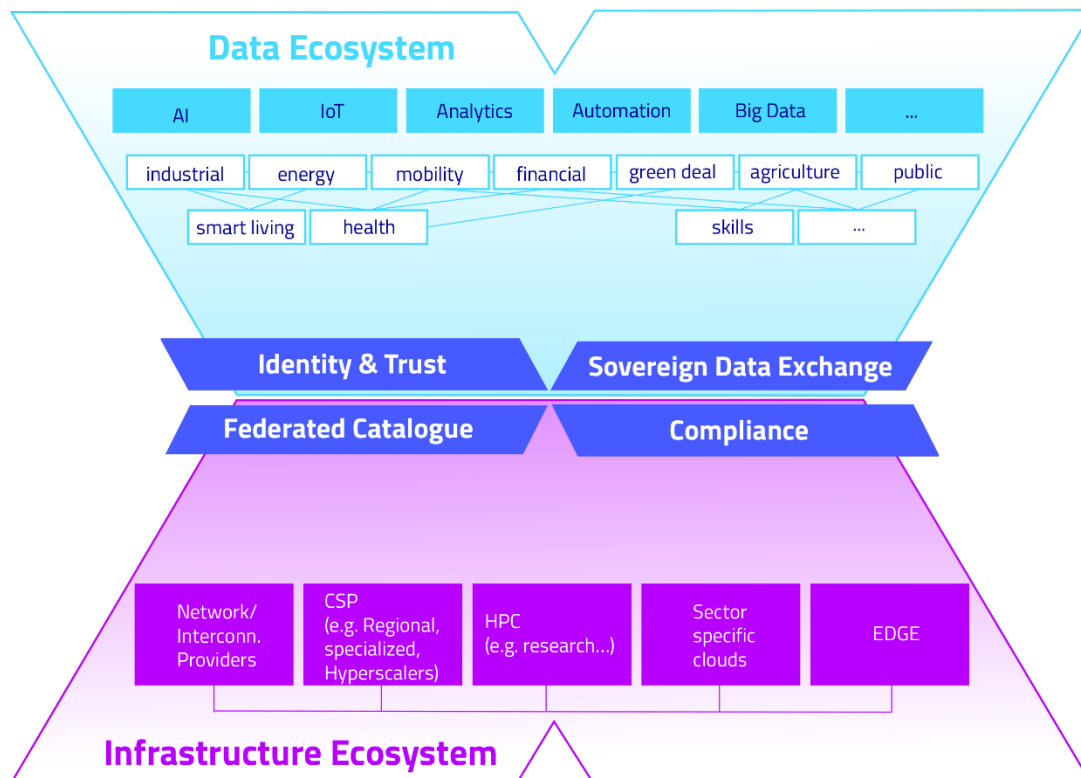 Data Ecosystem
AI
IoT
Analytics
Automation
Big Data
...
industrial
energy
mobility
financial
green deal
agriculture
public
smart living
health
skills
...
Identity & Trust
Sovereign Data Exchange
Federated Catalogue
Compliance
Network/
Interconn.
Providers
CSP
(e.g. Regional,
specialized,
Hyperscalers)
HPC
(e.g. research...)
Sector
specific
clouds
EDGE
Infrastructure Ecosystem